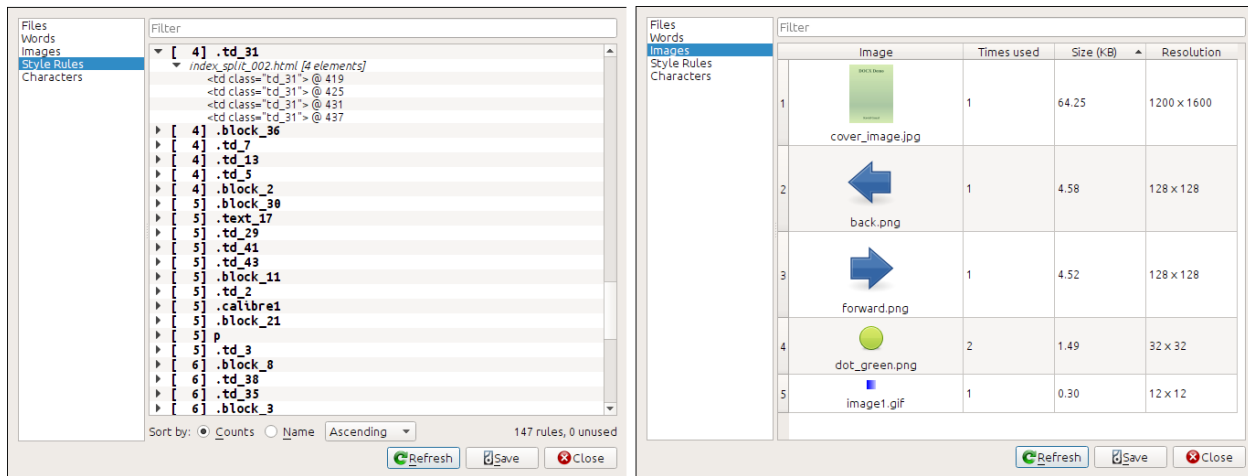 Files
Words
Images
Style Rules
Characters
Filter
[ 4] .td_31
index_split_002.html [4 elements]
<td class="td_31"> @ 419
<td class="td_31"> @ 425
<td class="td_31"> @ 431
<td class="td_31"> @ 437
[ 4] .block_36
[ 4] .td_7
[ 4] .td_13
[ 4] .td_5
[ 4] .block_2
[ 5] .block_30
[ 5] .text_17
[ 5] .td_29
[ 5] .td_41
[ 5] .td_43
[ 5] .block_11
[ 5] .td_2
[ 5] .calibre1
[ 5] .block_21
[ 5] p
[ 5] .td_3
[ 6] .block_8
[ 6] .td_38
[ 6] .td_35
[ 6] .block_3
Sort by: Counts Name Ascending 147 rules, 0 unused
Refresh Save Close
Files
Words
Images
Style Rules
Characters
Filter
Image Times used Size (KB) Resolution
DOCX Demo
1 1 64.25 1200 x 1600
cover_image.jpg
2 1 4.58 128 x 128
back.png
3 1 4.52 128 x 128
forward.png
4 2 1.49 32 x 32
dot_green.png
5 1 0.30 12 x 12
image1.gif
Refresh Save Close